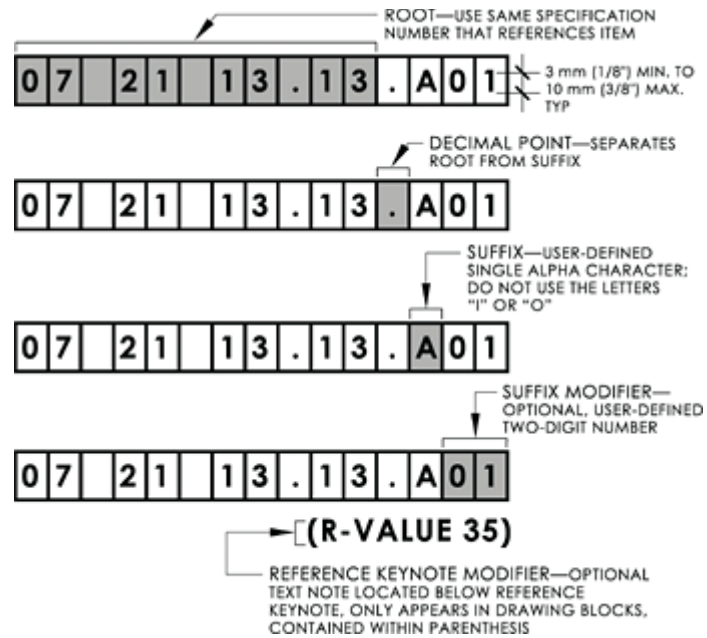 ROOT—USE SAME SPECIFICATION
NUMBER THAT REFERENCES ITEM
07 21 13.13.A01
3 mm (1/8") MIN. TO
10 mm (3/8") MAX.
TYP
DECIMAL POINT—SEPARATES
ROOT FROM SUFFIX
07 21 13.13.A01
SUFFIX—USER-DEFINED
SINGLE ALPHA CHARACTER;
DO NOT USE THE LETTERS
"I" OR "O"
07 21 13.13.A01
SUFFIX MODIFIER—
OPTIONAL, USER-DEFINED
TWO-DIGIT NUMBER
07 21 13.13.A01
(R-VALUE 35)
REFERENCE KEYNOTE MODIFIER—OPTIONAL
TEXT NOTE LOCATED BELOW REFERENCE
KEYNOTE, ONLY APPEARS IN DRAWING BLOCKS,
CONTAINED WITHIN PARENTHESIS